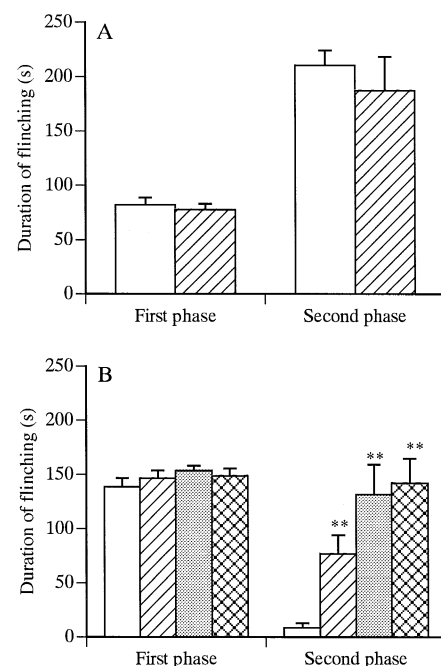 A
Duration of flinching (s)
250
200
150
100
50
0
First phase Second phase
B
Duration of flinching (s)
250
200
150
100
50
0
**
**
**
First phase Second phase